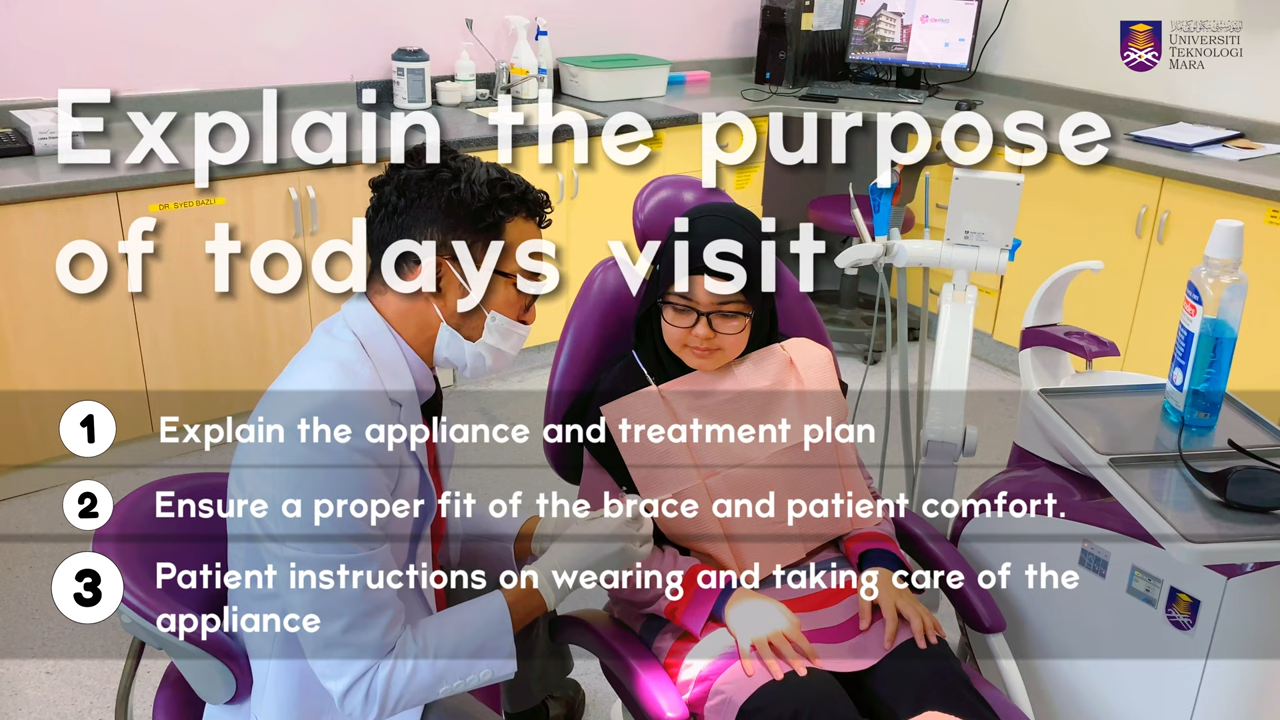 UNIVERSITI
TEKNOLOGI
MARA
Explain the purpose
of todays visit
DR. SYED BAZLI
1 Explain the appliance and treatment plan
2 Ensure a proper fit of the brace and patient comfort.
3 Patient instructions on wearing and taking care of the
appliance